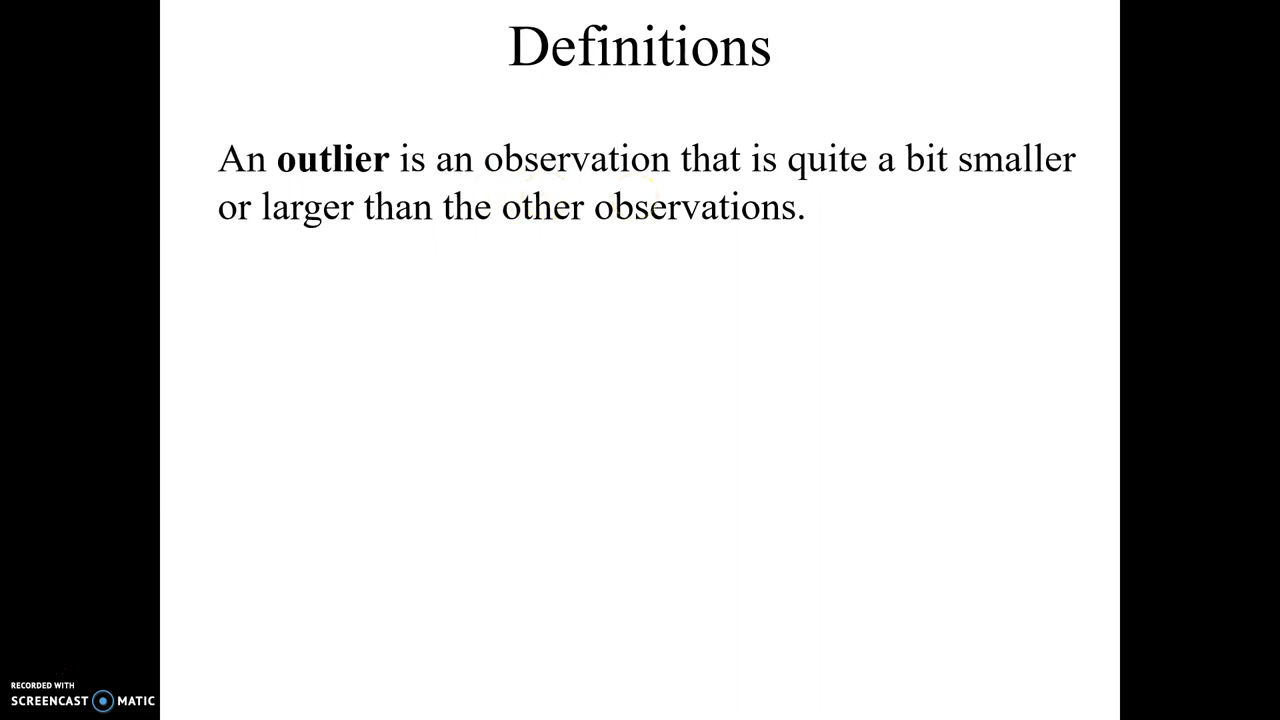 Definitions
An outlier is an observation that is quite a bit smaller
or larger than the other observations.
RECORDED WITH
SCREENCAST MATIC